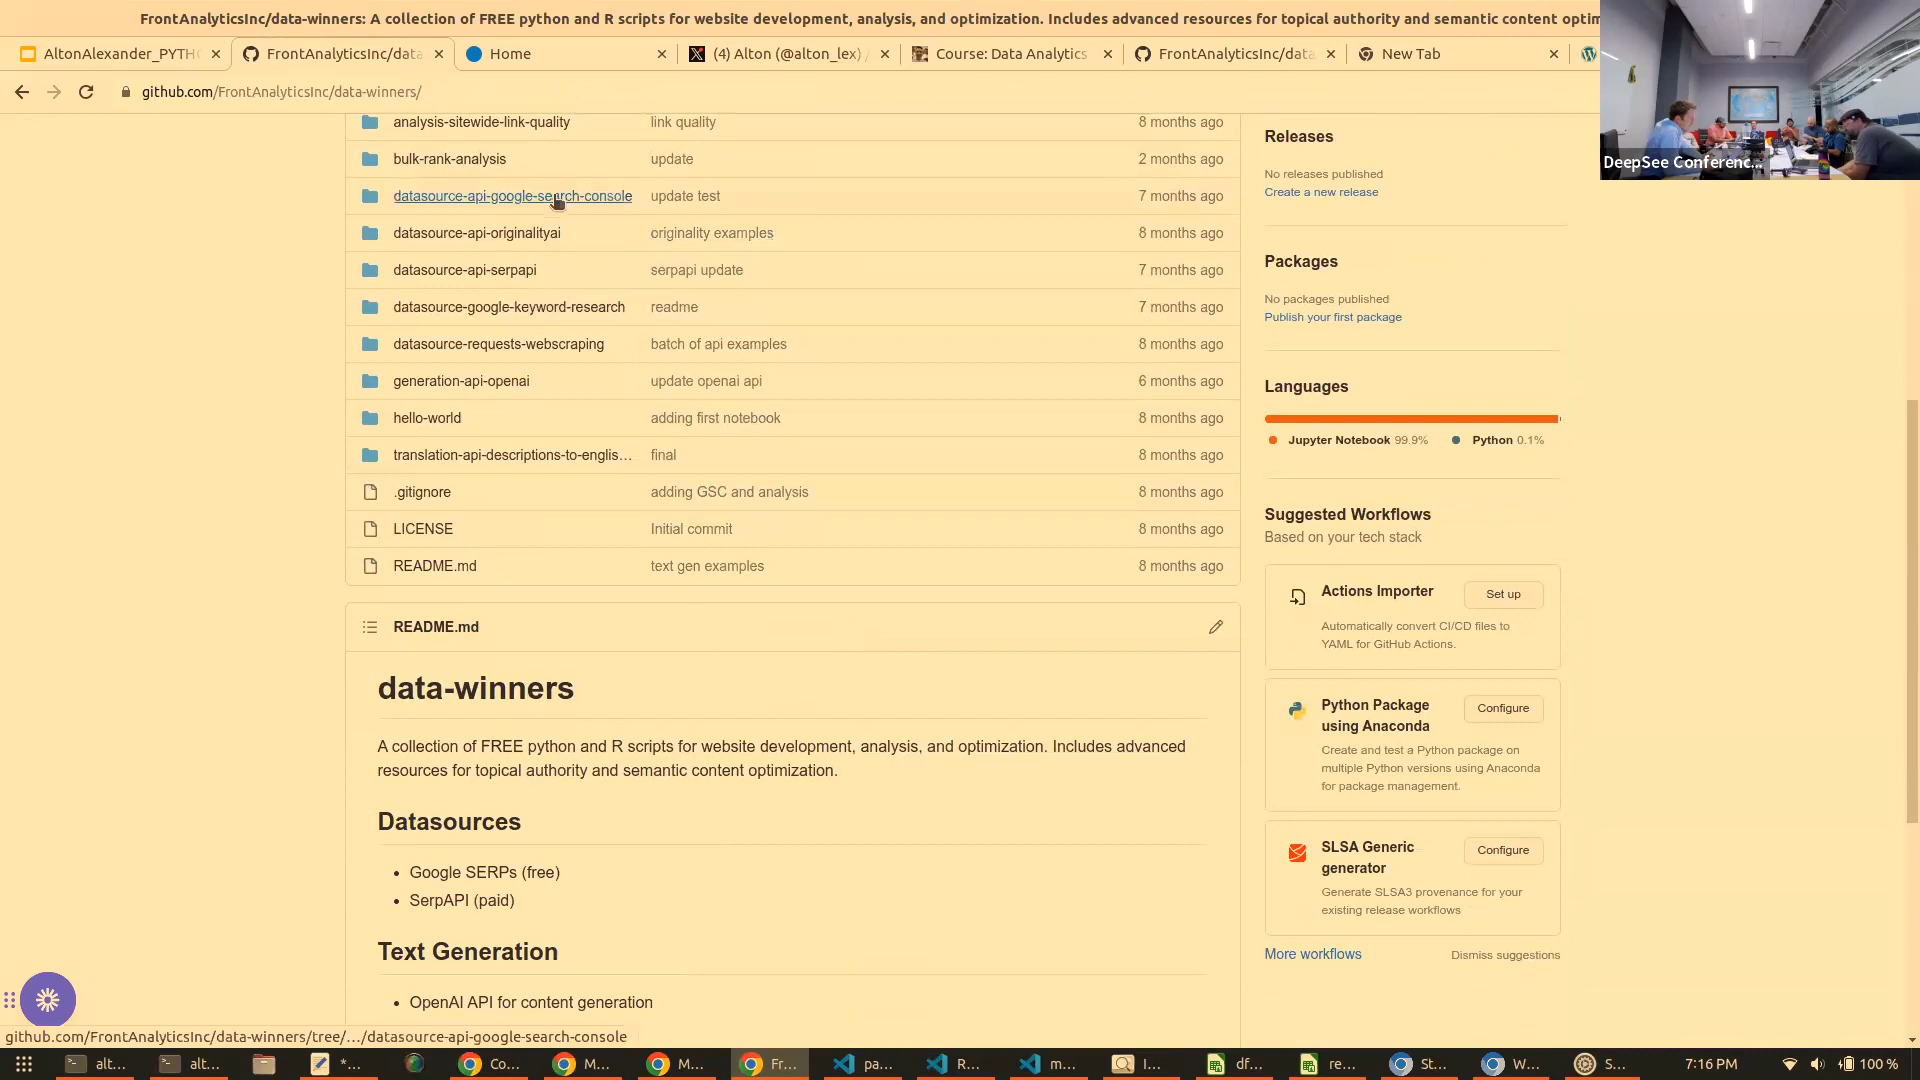 FrontAnalyticsInc/data-winners: A collection of FREE python and R scripts for website development, analysis, and optimization. Includes advanced resources for topical authority and semantic content optim
AltonAlexander_PYTH
FrontAnalyticsInc/data
Home
(4) Alton (@alton_lex) /
Course: Data Analytics
FrontAnalyticsInc/data
New Tab
github.com/FrontAnalyticsInc/data-winners/
DeepSee Conferenc...
analysis-sitewide-link-quality link quality 8 months ago
bulk-rank-analysis update 2 months ago
datasource-api-google-search-console update test 7 months ago
datasource-api-originalityai originality examples 8 months ago
datasource-api-serpapi serpapi update 7 months ago
datasource-google-keyword-research readme 7 months ago
datasource-requests-webscraping batch of api examples 8 months ago
generation-api-openai update openai api 6 months ago
hello-world adding first notebook 8 months ago
translation-api-descriptions-to-englis... final 8 months ago
.gitignore adding GSC and analysis 8 months ago
LICENSE Initial commit 8 months ago
README.md text gen examples 8 months ago
README.md
data-winners
A collection of FREE python and R scripts for website development, analysis, and optimization. Includes advanced
resources for topical authority and semantic content optimization.
Datasources
Google SERPs (free)
SerpAPI (paid)
Text Generation
OpenAI API for content generation
Releases
No releases published
Create a new release
Packages
No packages published
Publish your first package
Languages
Jupyter Notebook 99.9% Python 0.1%
Suggested Workflows
Based on your tech stack
Actions Importer
Set up
Automatically convert CI/CD files to
YAML for GitHub Actions.
Python Package
using Anaconda
Configure
Create and test a Python package on
multiple Python versions using Anaconda
for package management.
SLSA Generic
generator
Configure
Generate SLSA3 provenance for your
existing release workflows
More workflows
Dismiss suggestions
github.com/FrontAnalyticsInc/data-winners/tree/.../datasource-api-google-search-console
alt...
alt...
*...
Co...
M...
M...
Fr...
pa...
R...
m...
I...
df...
re...
St...
W...
S...
7:16 PM
100 %